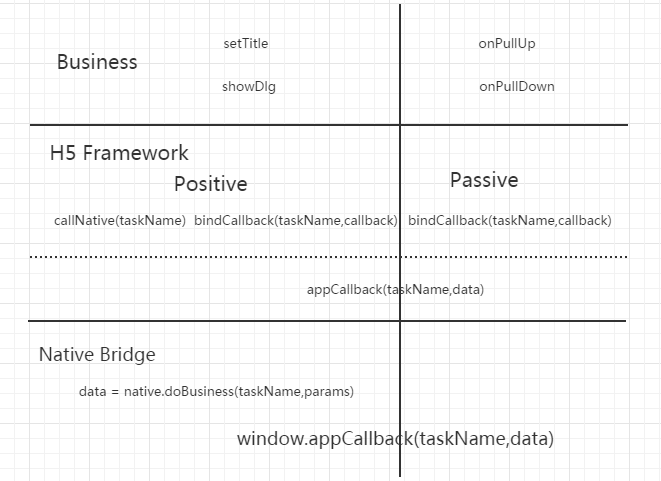 setTitle
onPullUp
Business
showDlg
onPullDown
H5 Framework
Positive
Passive
callNative(taskName)
bindCallback(taskName,callback)
bindCallback(taskName,callback)
appCallback(taskName,data)
Native Bridge
data = native.doBusiness(taskName,params)
window.appCallback(taskName,data)